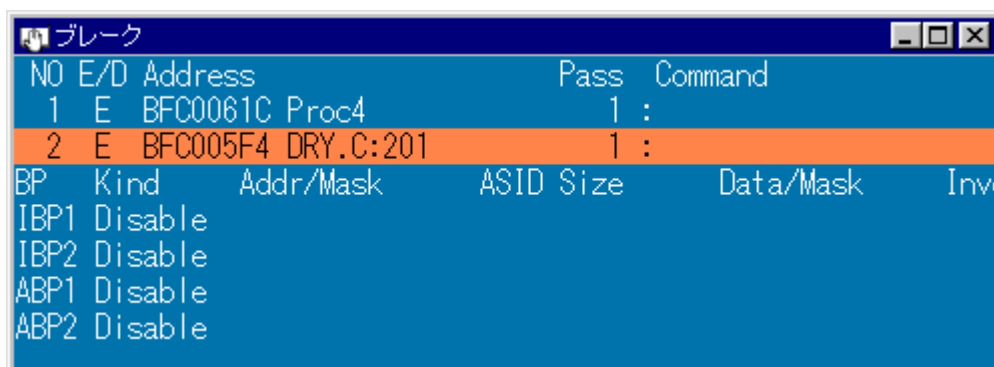 ブレーク
NO E/D Address Pass Command
1 E BFC0061C Proc4 1 :
2 E BFC005F4 DRY.C:201 1 :
BP Kind Addr/Mask ASID Size Data/Mask Inv
IBP1 Disable
IBP2 Disable
ABP1 Disable
ABP2 Disable